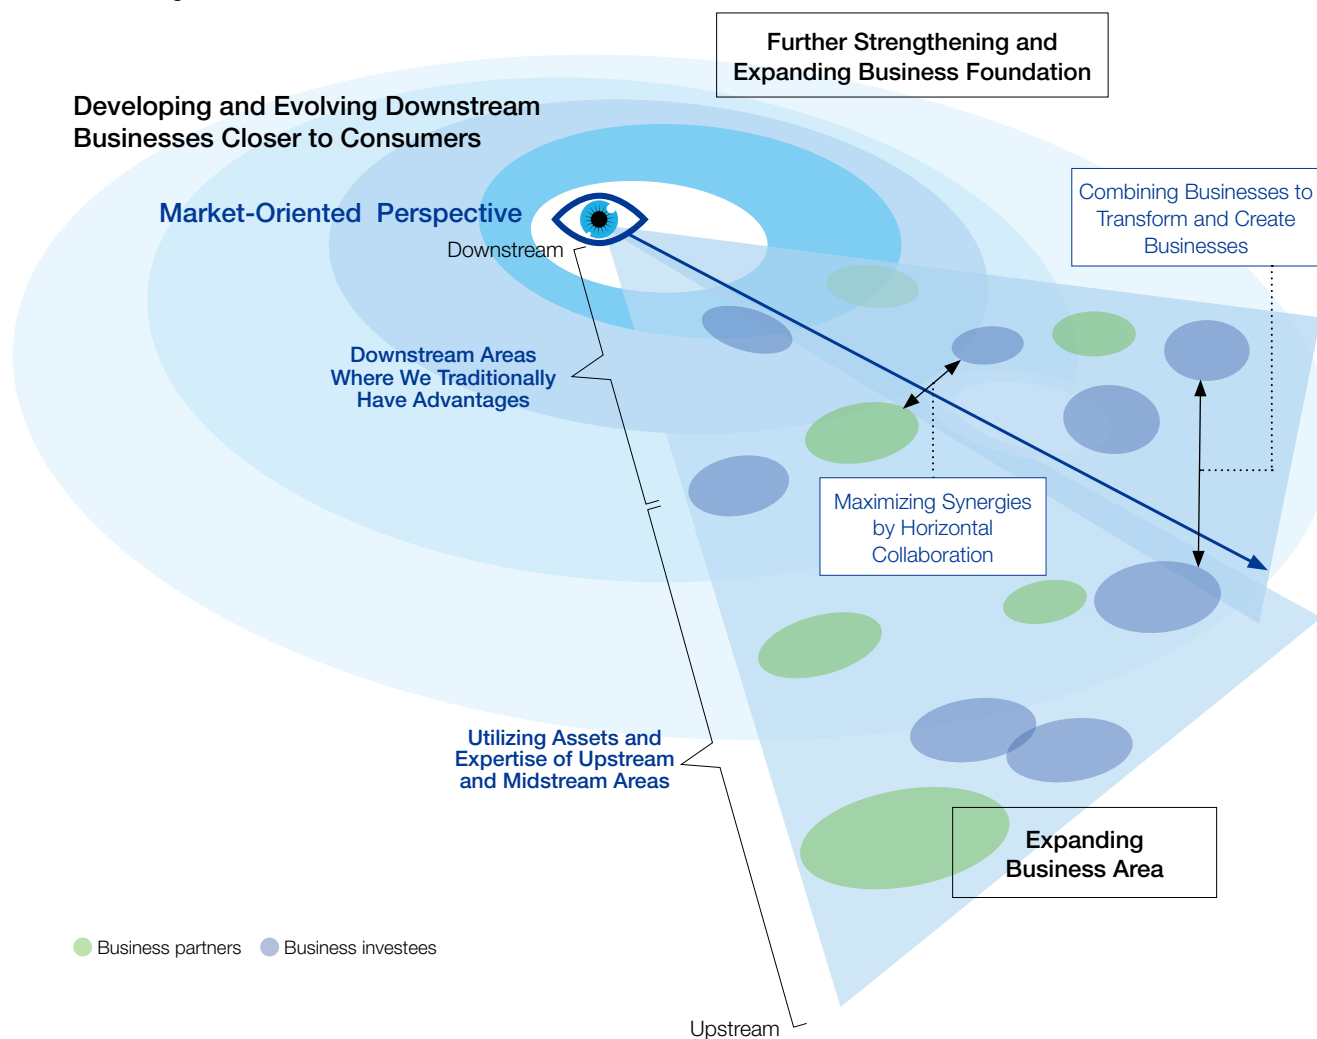 Further Strengthening and
Expanding Business Foundation
Developing and Evolving Downstream
Businesses Closer to Consumers
Combining Businesses to
Transform and Create
Businesses
Market-Oriented Perspective
Downstream
Downstream Areas
Where We Traditionally
Have Advantages
Maximizing Synergies
by Horizontal
Collaboration
Utilizing Assets and
Expertise of Upstream
and Midstream Areas
Expanding
Business Area
Business partners
Business investees
Upstream